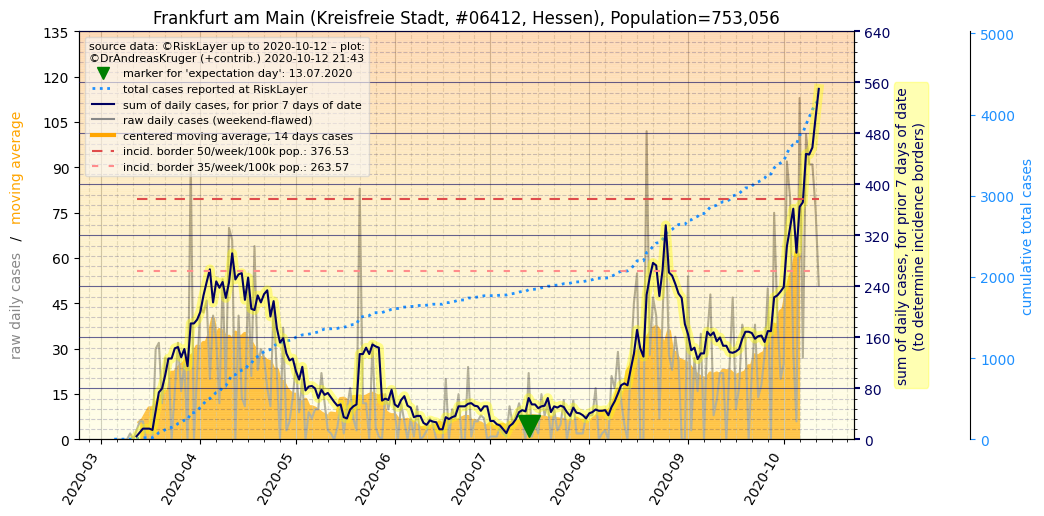 Frankfurt am Main (Kreisfreie Stadt, #06412, Hessen), Population=753,056
source data: ©RiskLayer up to 2020-10-12 – plot:
©DrAndreasKruger (+contrib.) 2020-10-12 21:43
marker for 'expectation day': 13.07.2020
total cases reported at RiskLayer
sum of daily cases, for prior 7 days of date
raw daily cases (weekend-flawed)
centered moving average, 14 days cases
incid. border 50/week/100k pop.: 376.53
incid. border 35/week/100k pop.: 263.57
raw daily cases / moving average
135
120
105
90
75
60
45
30
15
0
2020-03
2020-04
2020-05
2020-06
2020-07
2020-08
2020-09
2020-10
640
560
480
400
320
240
160
80
0
sum of daily cases, for prior 7 days of date
(to determine incidence borders)
5000
4000
3000
2000
1000
0
cumulative total cases